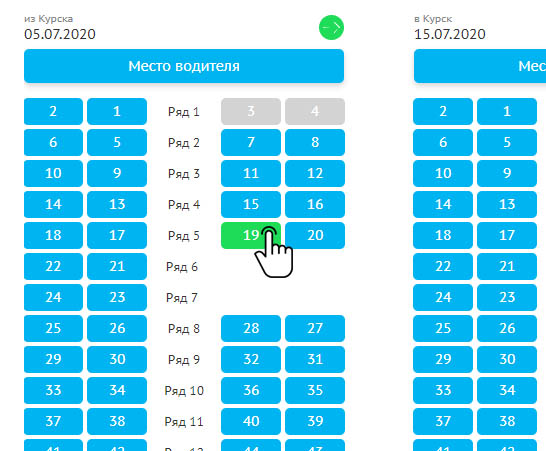 из Курска
05.07.2020
в Курск
15.07.2020
Место водителя
Мес
2 1 Ряд 1 3 4 2 1
6 5 Ряд 2 7 8 6 5
10 9 Ряд 3 11 12 10 9
14 13 Ряд 4 15 16 14 13
18 17 Ряд 5 19 20 18 17
22 21 Ряд 6 22 21
24 23 Ряд 7 24 23
25 26 Ряд 8 28 27 25 26
29 30 Ряд 9 32 31 29 30
33 34 Ряд 10 36 35 33 34
37 38 Ряд 11 40 39 37 38
41 42 Ряд 12 44 43 41 42